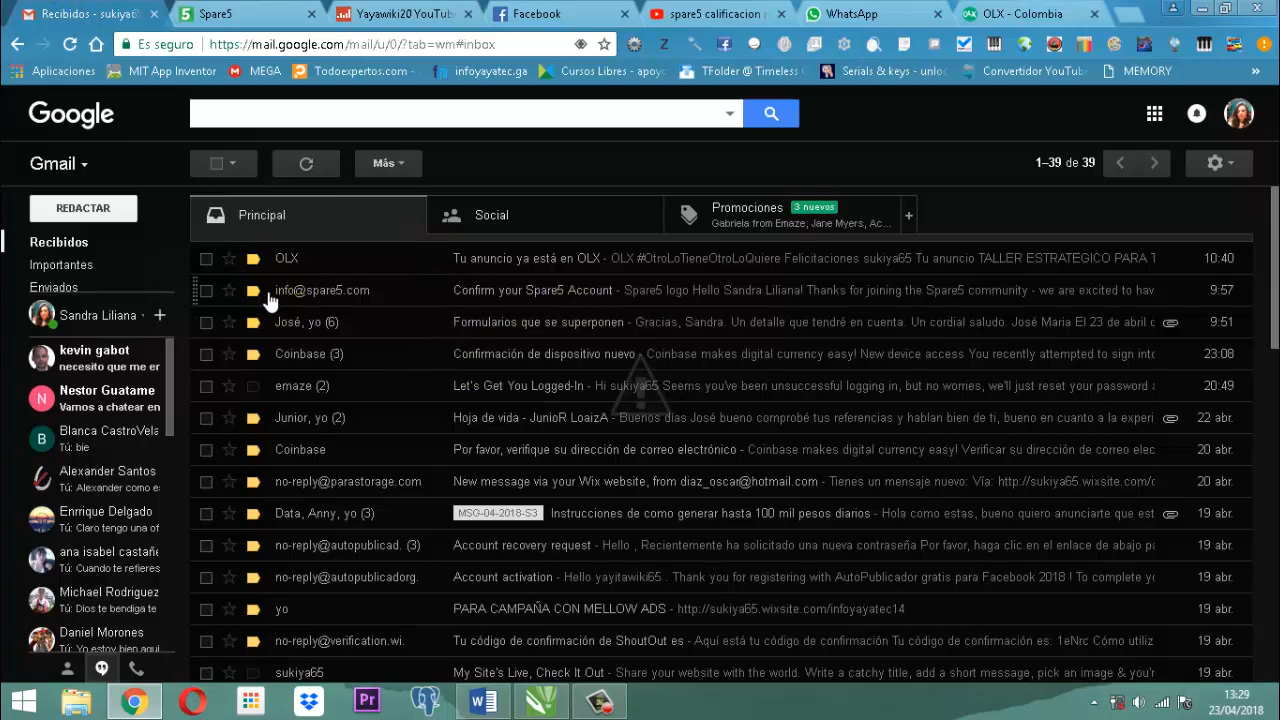 Recibidos - sukiya6
Spare5
Yayawiki20 YouTube
Facebook
spare5 calificacion
WhatsApp
OLX - Colombia
Es seguro
https://mail.google.com/mail/u/0/?tab=wm#inbox
Aplicaciones
MIT App Inventor
MEGA
Todoexpertos.com -
infoyayatec.ga
Cursos Libres - apoy
TFolder @ Timeless
Serials & keys - unlo
Convertidor YouTu
MEMORY
»
Google
Gmail
Más
1–39 de 39
REDACTAR
Recibidos
Importantes
Enviados
Sandra Liliana
kevin gabot
necesito que me er
Nestor Guatame
Vamos a chatear en
Blanca CastroVela
Tú: bie
Alexander Santos
Tú: Alexander como e
Enrrique Delgado
Tú: Claro tengo una of
ana isabel castañe
Tú: Cuando te refieres
Michael Rodriguez
Tú: Dios te bendiga te
Daniel Morones
Tú: Yo estoy bien aqui
Principal
Social
Promociones 3 nuevos
Gabriela from Emaze, Jane Myers, Ac...
+
OLX Tu anuncio ya está en OLX - OLX #OtroLoTieneOtroLoQuiere Felicitaciones sukiya65 Tu anuncio TALLER ESTRATEGICO PARA T 10:40
info@spare5.com Confirm your Spare5 Account - Spare5 logo Hello Sandra Liliana! Thanks for joining the Spare5 community - we are excited to hav 9:57
José, yo (6) Formularios que se superponen - Gracias, Sandra. Un detalle que tendré en cuenta. Un cordial saludo. José Maria El 23 de abril c 9:51
Coinbase (3) Confirmación de dispositivo nuevo - Coinbase makes digital currency easy! New device access You recently attempted to sign into 23:08
emaze (2) Let's Get You Logged-In - Hi sukiya65 Seems you've been unsuccessful logging in, but no worries, we'll just reset your password a 20:49
Junior, yo (2) Hoja de vida - JunioR LoaizA - Buenos días José bueno comprobé tus referencias y hablan bien de ti, bueno en cuanto a la experi 22 abr.
Coinbase Por favor, verifique su dirección de correo electrónico - Coinbase makes digital currency easy! Verificar su dirección de correo elec 20 abr.
no-reply@parastorage.com New message via your Wix website, from diaz_oscar@hotmail.com - Tienes un mensaje nuevo: Vía: http://sukiya65.wixsite.com/c 20 abr.
Data, Anny, yo (3) MSG-04-2018-S3 Instrucciones de como generar has 100 mil pesos diarios - Hola como estas, bueno quiero anunciarte que est 19 abr.
no-reply@autopublicad. (3) Account recovery request - Hello , Recientemente ha solicitado una nueva contraseña Por favor, haga clic en el enlace de abajo p 19 abr.
no-reply@autopublicadorg. Account activation - Hello yayitawiki65 . Thank you for registering with AutoPublicador gratis para Facebook 2018 ! To complete y 19 abr.
yo PARA CAMPAÑA CON MELLOW ADS - http://sukiya65.wixsite.com/infoyayatec14 19 abr.
no-reply@verification.wi. Tu código de confirmación de ShoutOut es - Aquí está tu código de confirmación Tu código de confirmación es: 1eNrc Cómo utiliz 19 abr.
sukiya65 My Site's Live, Check It Out - Share your website with the world. Write a catchy title, add a short message, pick an image & you' 19 abr.
13:29
23/04/2018